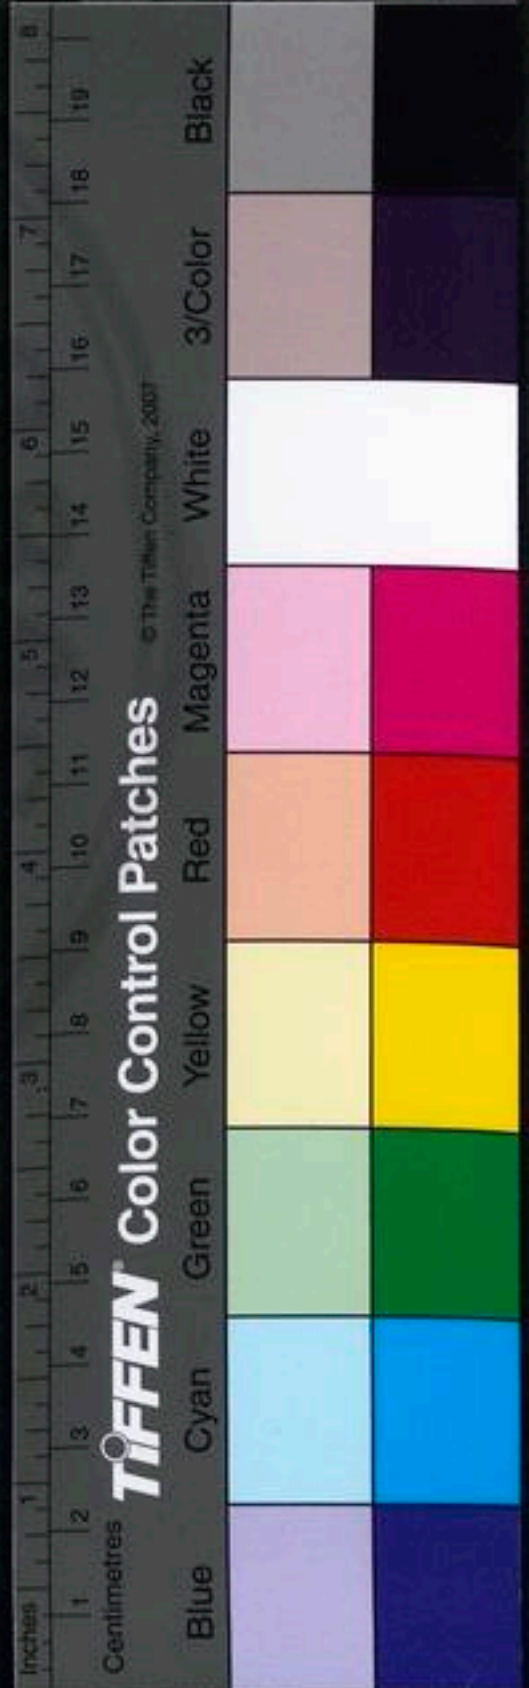 Inches 1 2 3 4 5 6 7 8
Centimetres 1 2 3 4 5 6 7 8 9 10 11 12 13 14 15 16 17 18 19
TIFFEN® Color Control Patches
© The Tiffen Company, 2007
Blue Cyan Green Yellow Red Magenta White 3/Color Black